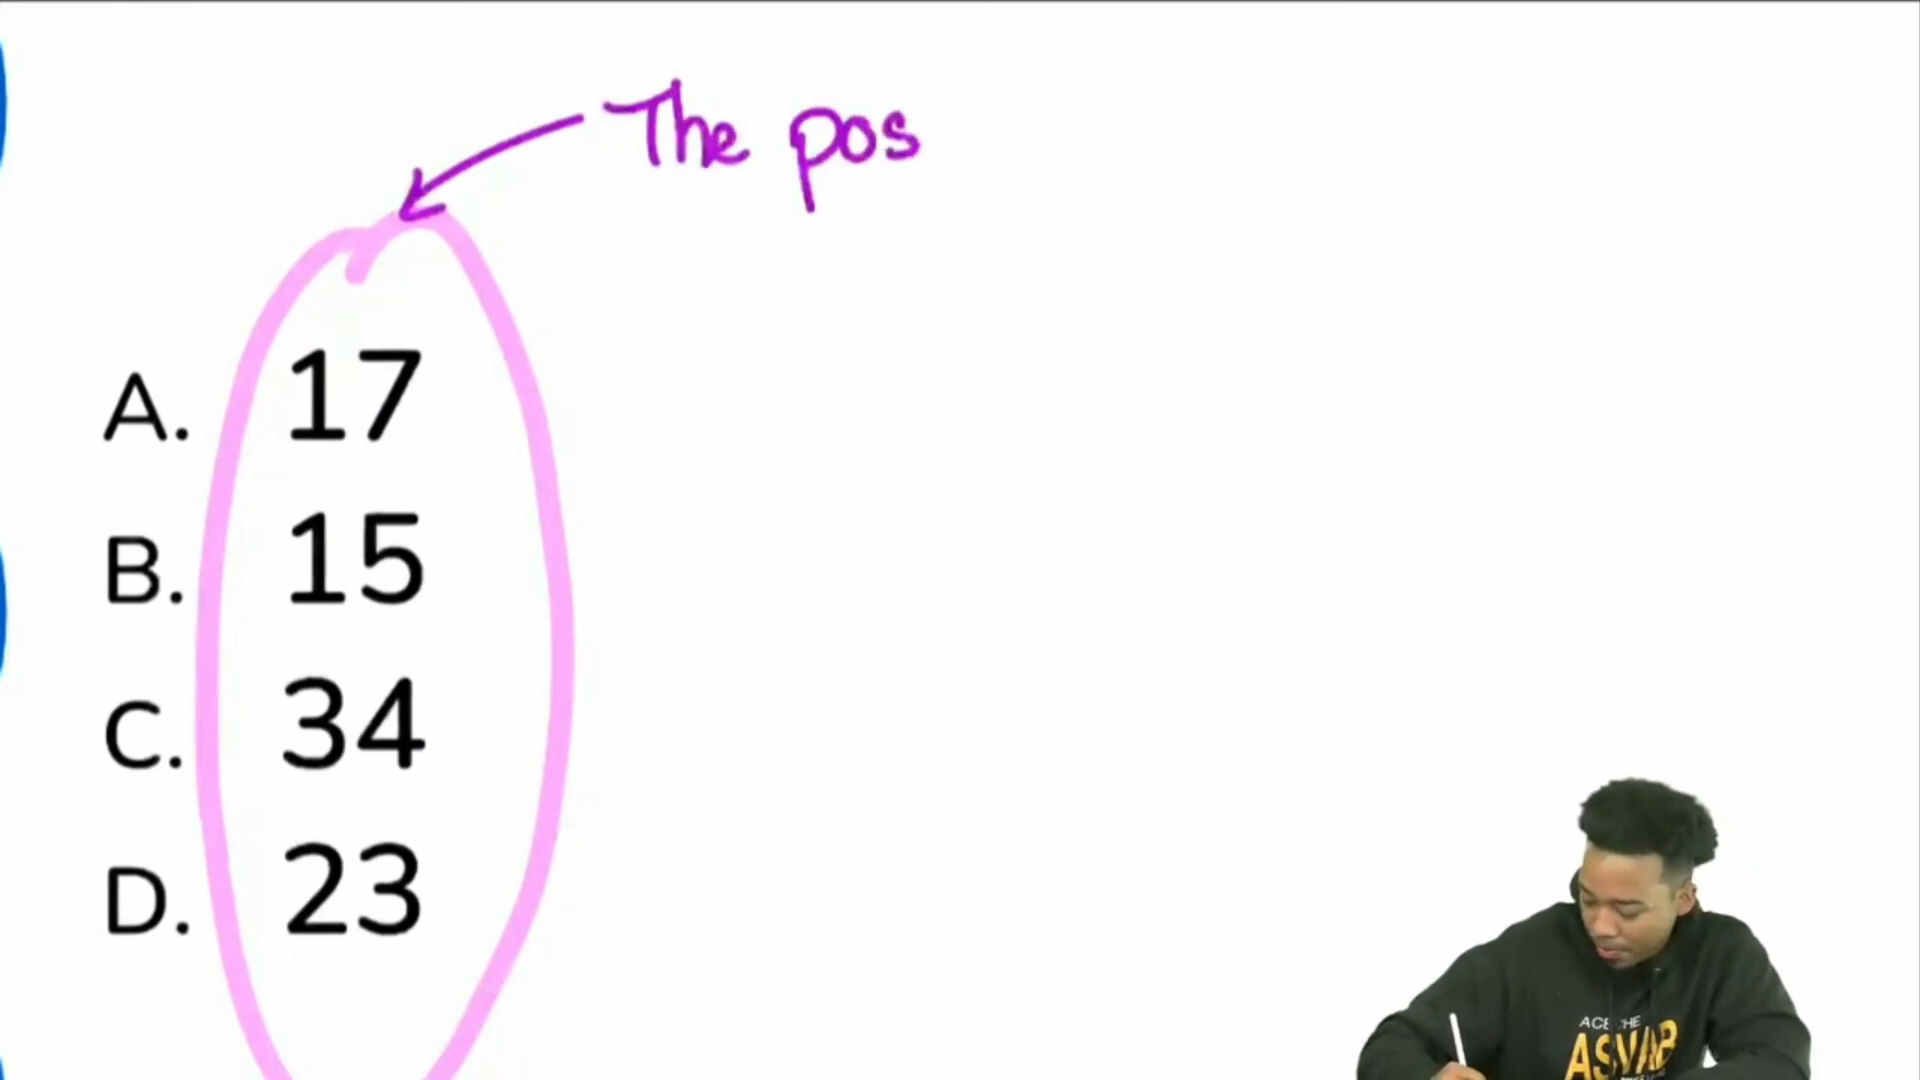 The pos
A. 17
B. 15
C. 34
D. 23
ACE THE
ASVAB